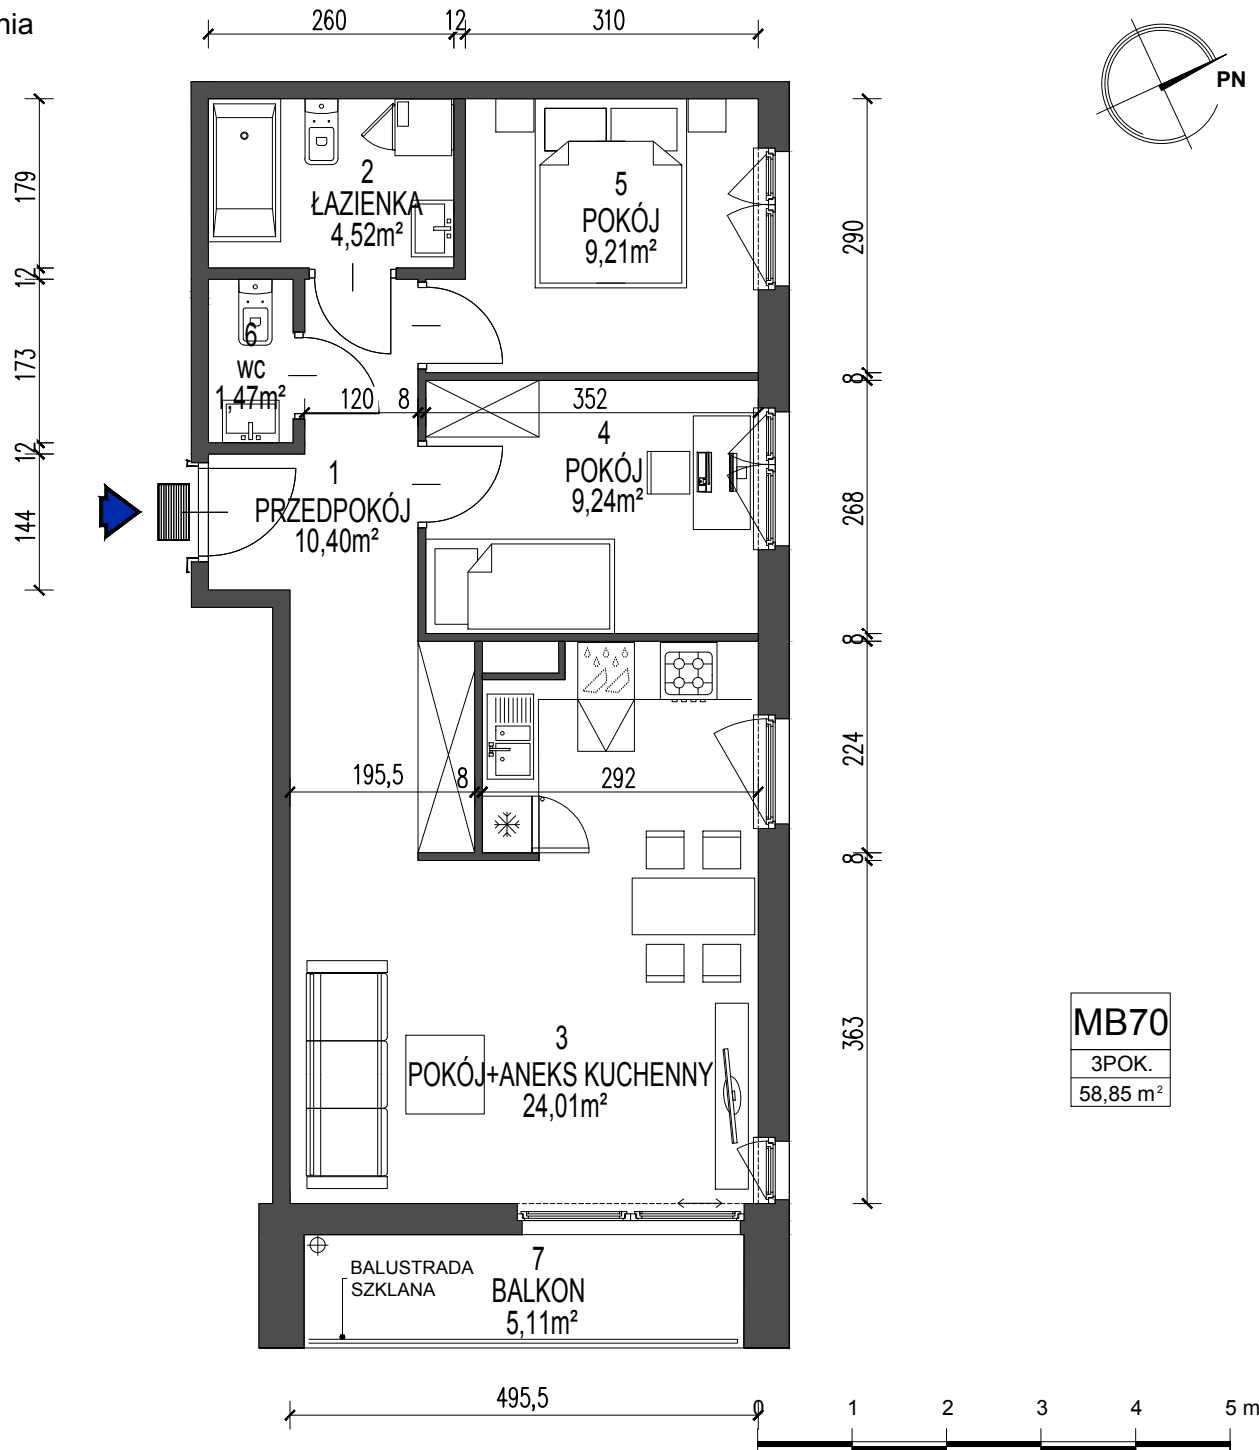 nia
260
12
310
PN
179
12
173
12
144
2
ŁAZIENKA
4,52m²
5
POKÓJ
9,21m²
290
6
wc
1,47m²
120
8
352
8
4
POKÓJ
9,24m²
268
1
PRZEDPOKÓJ
10,40m²
8
224
195,5
8
292
8
363
3
POKÓJ+ANEKS KUCHENNY
24,01m²
MB70
3POK.
58,85 m²
BALUSTRADA
SZKLANA
7
BALKON
5,11m²
495,5
0 1 2 3 4 5 m